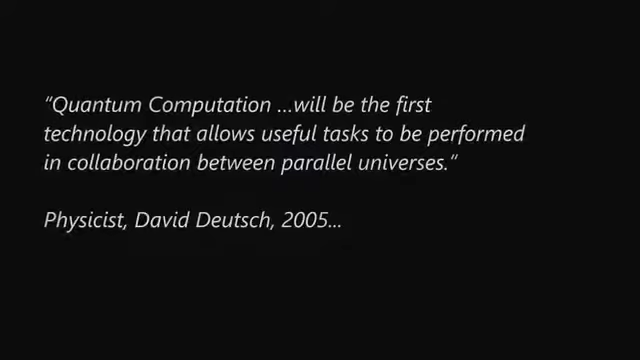 “Quantum Computation ...will be the first
technology that allows useful tasks to be performed
in collaboration between parallel universes.“
Physicist, David Deutsch, 2005...